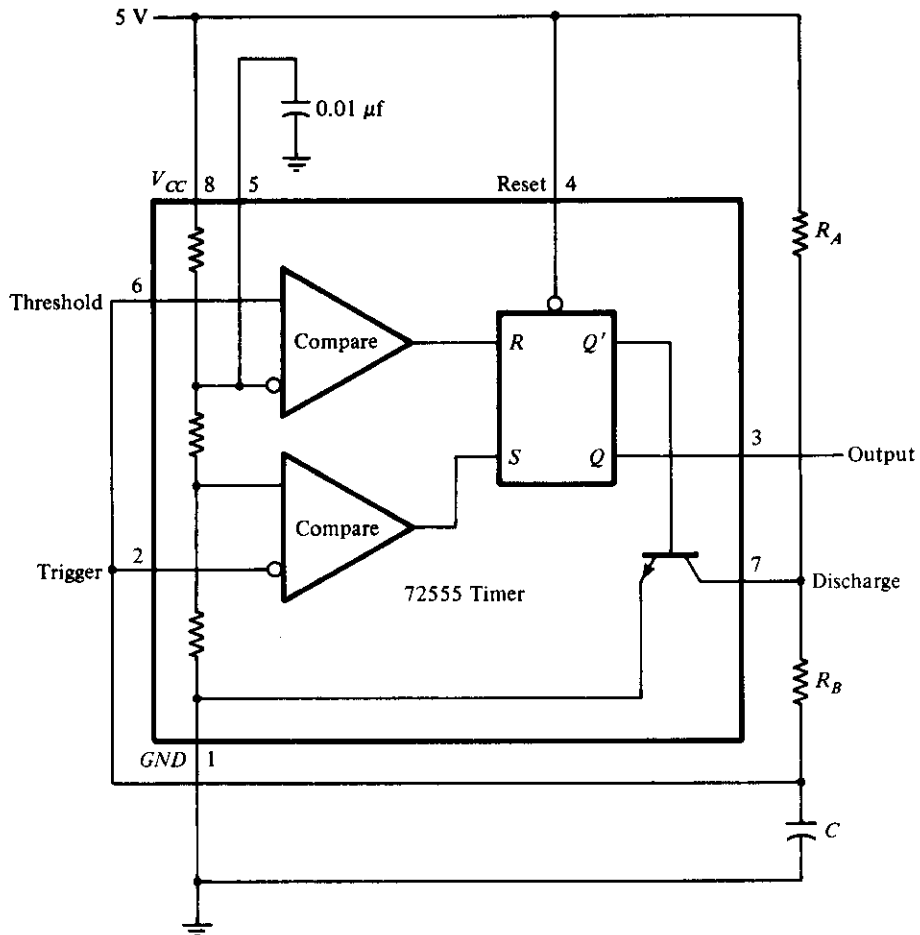 5 V
0.01 μf
V_CC 8 5
Reset 4
R_A
6
Threshold
Compare
R Q'
3
S Q
Output
Compare
2
7
Trigger
72555 Timer
Discharge
R_B
GND 1
C